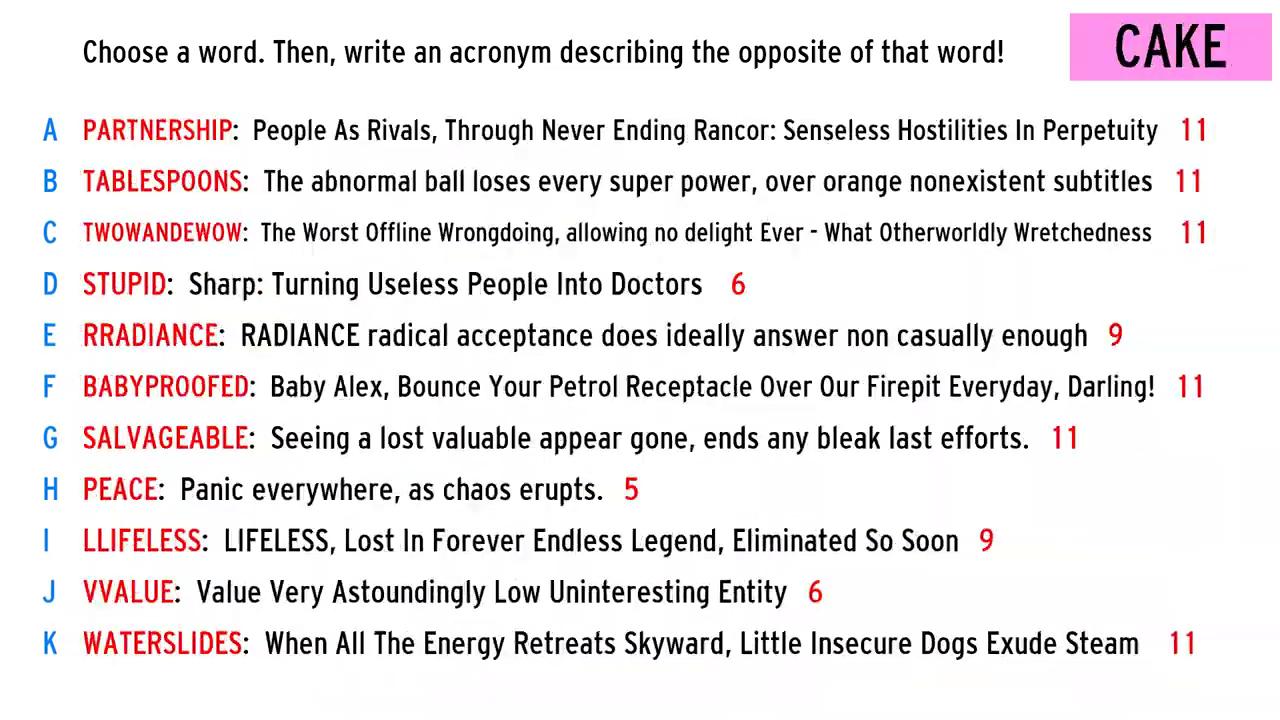 Choose a word. Then, write an acronym describing the opposite of that word!
CAKE
A PARTNERSHIP: People As Rivals, Through Never Ending Rancor: Senseless Hostilities In Perpetuity 11
B TABLESPOONS: The abnormal ball loses every super power, over orange nonexistent subtitles 11
C TWOWANDEWOW: The Worst Offline Wrongdoing, allowing no delight Ever - What Otherworldly Wretchedness 11
D STUPID: Sharp: Turning Useless People Into Doctors 6
E RRADIANCE: RADIANCE radical acceptance does ideally answer non casually enough 9
F BABYPROOFED: Baby Alex, Bounce Your Petrol Receptacle Over Our Firepit Everyday, Darling! 11
G SALVAGEABLE: Seeing a lost valuable appear gone, ends any bleak last efforts. 11
H PEACE: Panic everywhere, as chaos erupts. 5
I LLIFELESS: LIFELESS, Lost In Forever Endless Legend, Eliminated So Soon 9
J VVALUE: Value Very Astoundingly Low Uninteresting Entity 6
K WATERSLIDES: When All The Energy Retreats Skyward, Little Insecure Dogs Exude Steam 11